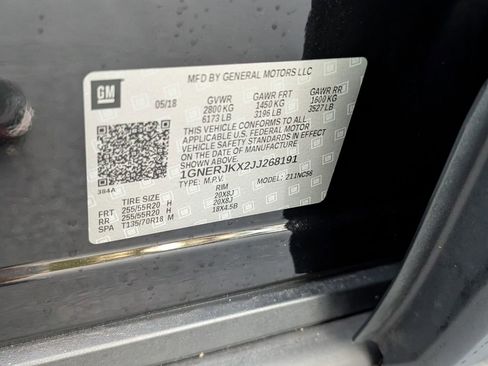 GM
MFD BY GENERAL MOTORS LLC
05/18 GVWR GAWR FRT GAWR RR
2800 KG 1450 KG 1600 KG
6173 LB 3196 LB 3527 LB
THIS VEHICLE CONFORMS TO ALL
APPLICABLE U.S. FEDERAL MOTOR
VEHICLE SAFETY STANDARDS IN EFFECT
ON THE DATE OF MANUFACTURE
SHOWN ABOVE.
1GNERJKX2JJ268191
TYPE: M.P.V. MODEL: 211NC56
384A
TIRE SIZE RIM
FRT 255/55R20 H 20X8J
RR 255/55R20 H 20X8J
SPA T135/70R18 M 18X4.5B